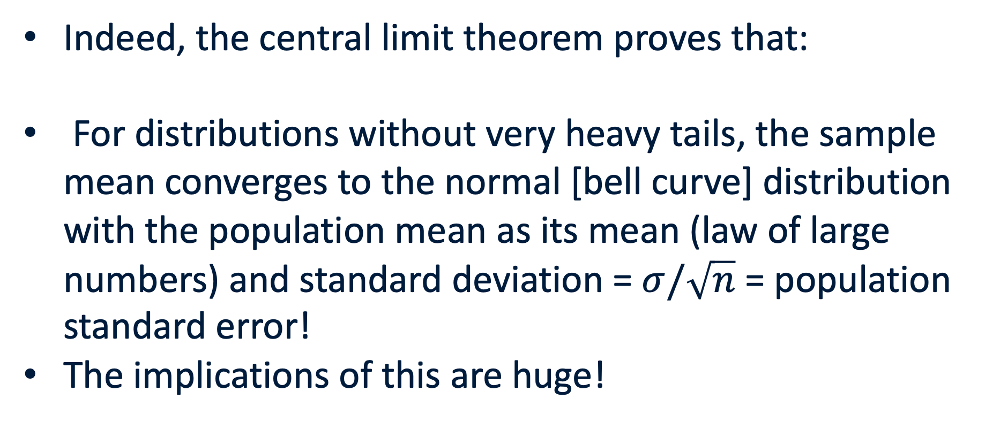 • Indeed, the central limit theorem proves that:
• For distributions without very heavy tails, the sample
mean converges to the normal [bell curve] distribution
with the population mean as its mean (law of large
numbers) and standard deviation = 𝜎/√𝑛 = population
standard error!
• The implications of this are huge!